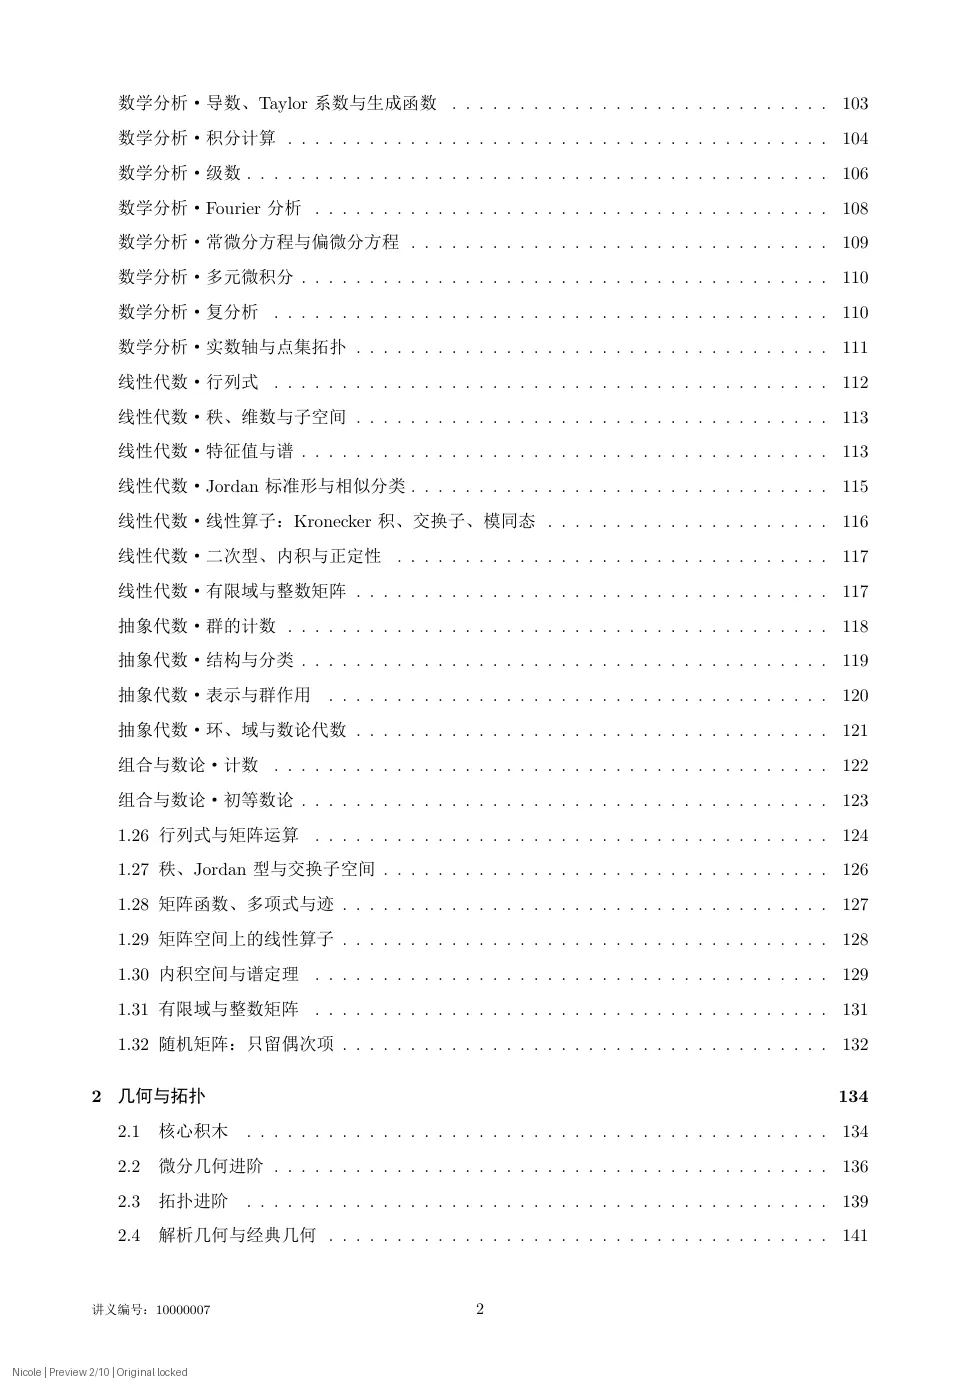 数学分析·导数、Taylor 系数与生成函数 . . . . . . . . . . . . . . . . . . . . . . . . . . . . 103
数学分析·积分计算 . . . . . . . . . . . . . . . . . . . . . . . . . . . . . . . . . . . . . . . . 104
数学分析·级数 . . . . . . . . . . . . . . . . . . . . . . . . . . . . . . . . . . . . . . . . . . . 106
数学分析·Fourier 分析 . . . . . . . . . . . . . . . . . . . . . . . . . . . . . . . . . . . . . . 108
数学分析·常微分方程与偏微分方程 . . . . . . . . . . . . . . . . . . . . . . . . . . . . . . . 109
数学分析·多元微积分 . . . . . . . . . . . . . . . . . . . . . . . . . . . . . . . . . . . . . . . 110
数学分析·复分析 . . . . . . . . . . . . . . . . . . . . . . . . . . . . . . . . . . . . . . . . . 110
数学分析·实数轴与点集拓扑 . . . . . . . . . . . . . . . . . . . . . . . . . . . . . . . . . . . 111
线性代数·行列式 . . . . . . . . . . . . . . . . . . . . . . . . . . . . . . . . . . . . . . . . . 112
线性代数·秩、维数与子空间 . . . . . . . . . . . . . . . . . . . . . . . . . . . . . . . . . . . 113
线性代数·特征值与谱 . . . . . . . . . . . . . . . . . . . . . . . . . . . . . . . . . . . . . . . 113
线性代数·Jordan 标准形与相似分类 . . . . . . . . . . . . . . . . . . . . . . . . . . . . . . . 115
线性代数·线性算子：Kronecker 积、交换子、模同态 . . . . . . . . . . . . . . . . . . . . . 116
线性代数·二次型、内积与正定性 . . . . . . . . . . . . . . . . . . . . . . . . . . . . . . . . 117
线性代数·有限域与整数矩阵 . . . . . . . . . . . . . . . . . . . . . . . . . . . . . . . . . . . 117
抽象代数·群的计数 . . . . . . . . . . . . . . . . . . . . . . . . . . . . . . . . . . . . . . . . 118
抽象代数·结构与分类 . . . . . . . . . . . . . . . . . . . . . . . . . . . . . . . . . . . . . . . 119
抽象代数·表示与群作用 . . . . . . . . . . . . . . . . . . . . . . . . . . . . . . . . . . . . . 120
抽象代数·环、域与数论代数 . . . . . . . . . . . . . . . . . . . . . . . . . . . . . . . . . . . 121
组合与数论·计数 . . . . . . . . . . . . . . . . . . . . . . . . . . . . . . . . . . . . . . . . . 122
组合与数论·初等数论 . . . . . . . . . . . . . . . . . . . . . . . . . . . . . . . . . . . . . . . 123
1.26 行列式与矩阵运算 . . . . . . . . . . . . . . . . . . . . . . . . . . . . . . . . . . . . . . 124
1.27 秩、Jordan 型与交换子空间 . . . . . . . . . . . . . . . . . . . . . . . . . . . . . . . . . 126
1.28 矩阵函数、多项式与迹 . . . . . . . . . . . . . . . . . . . . . . . . . . . . . . . . . . . . 127
1.29 矩阵空间上的线性算子 . . . . . . . . . . . . . . . . . . . . . . . . . . . . . . . . . . . . 128
1.30 内积空间与谱定理 . . . . . . . . . . . . . . . . . . . . . . . . . . . . . . . . . . . . . . 129
1.31 有限域与整数矩阵 . . . . . . . . . . . . . . . . . . . . . . . . . . . . . . . . . . . . . . 131
1.32 随机矩阵：只留偶次项 . . . . . . . . . . . . . . . . . . . . . . . . . . . . . . . . . . . . 132
2 几何与拓扑 134
2.1 核心积木 . . . . . . . . . . . . . . . . . . . . . . . . . . . . . . . . . . . . . . . . . . . 134
2.2 微分几何进阶 . . . . . . . . . . . . . . . . . . . . . . . . . . . . . . . . . . . . . . . . . 136
2.3 拓扑进阶 . . . . . . . . . . . . . . . . . . . . . . . . . . . . . . . . . . . . . . . . . . . 139
2.4 解析几何与经典几何 . . . . . . . . . . . . . . . . . . . . . . . . . . . . . . . . . . . . . 141
讲义编号：10000007 2
Nicole | Preview 2/10 | Original locked